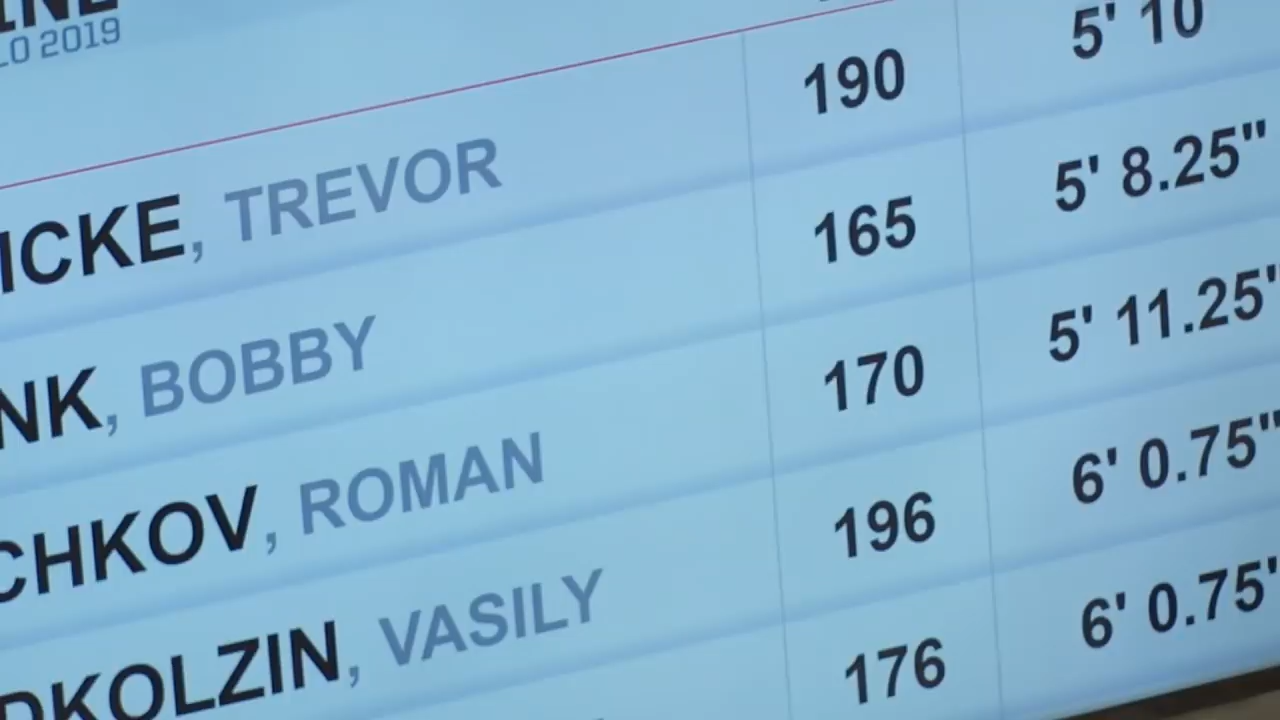 LO 2019
ICKE, TREVOR 190 5' 10
NK, BOBBY 165 5' 8.25"
CHKOV, ROMAN 170 5' 11.25"
DKOLZIN, VASILY 196 6' 0.75"
176 6' 0.75"